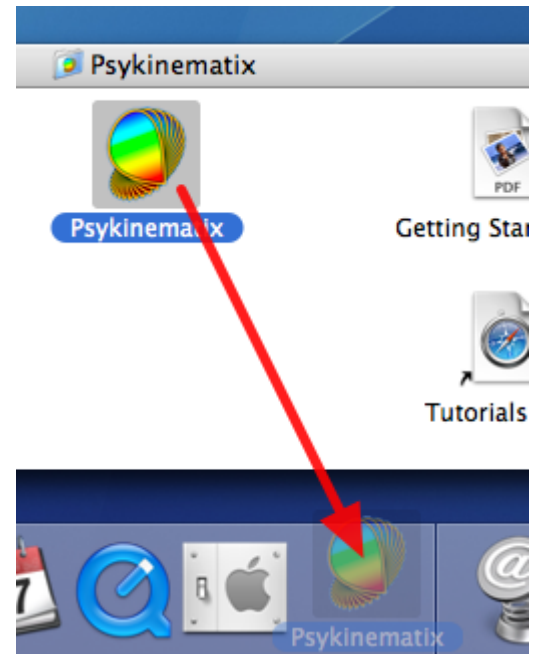 Psykinematix
Psykinematix
Getting Star
PDF
Tutorials
7
Psykinematix